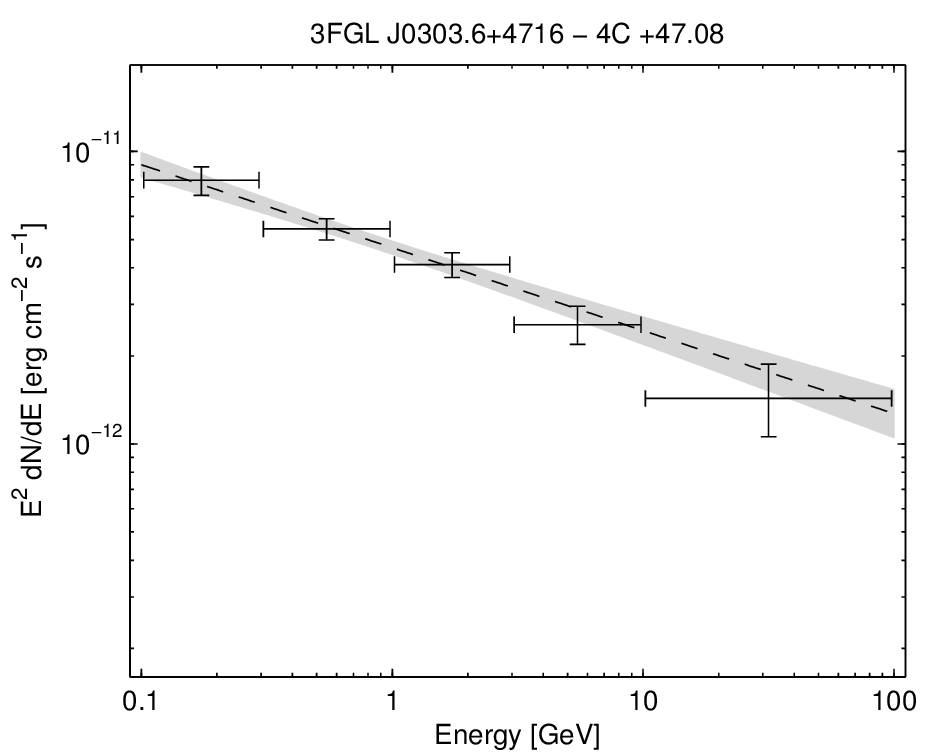 3FGL J0303.6+4716 − 4C +47.08
10⁻¹¹
10⁻¹²
E² dN/dE [erg cm⁻² s⁻¹]
0.1 1 10 100
Energy [GeV]